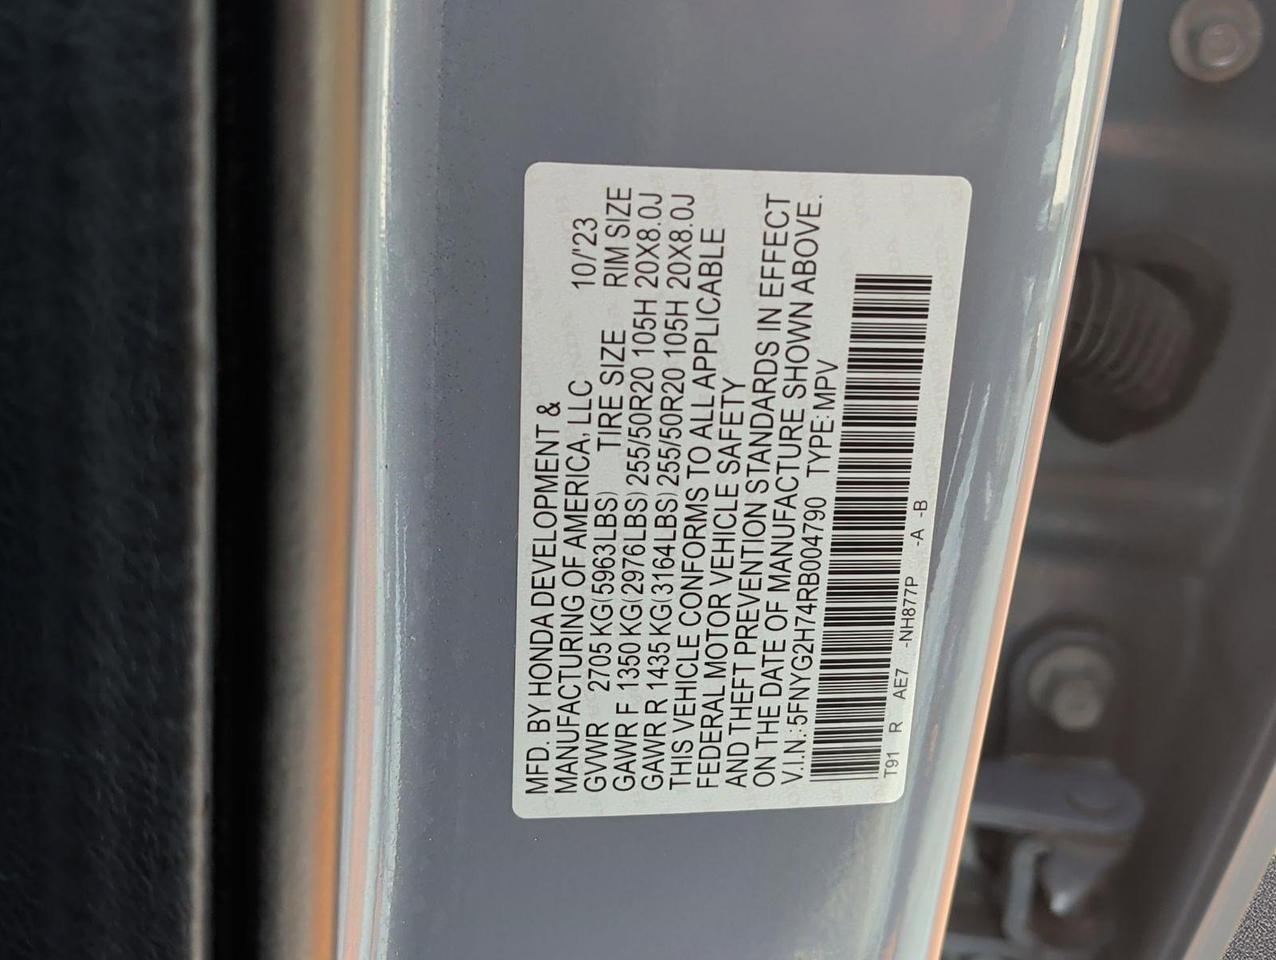 MFD. BY HONDA DEVELOPMENT &
MANUFACTURING OF AMERICA, LLC 10/'23
GVWR 2705 KG(5963LBS) TIRE SIZE RIM SIZE
GAWR F 1350 KG(2976LBS) 255/50R20 105H 20X8.0J
GAWR R 1435 KG(3164LBS) 255/50R20 105H 20X8.0J
THIS VEHICLE CONFORMS TO ALL APPLICABLE
FEDERAL MOTOR VEHICLE SAFETY
AND THEFT PREVENTION STANDARDS IN EFFECT
ON THE DATE OF MANUFACTURE SHOWN ABOVE.
V.I.N.:5FNYG2H74RB004790 TYPE: MPV
T91 R AE7 -NH877P -A -B